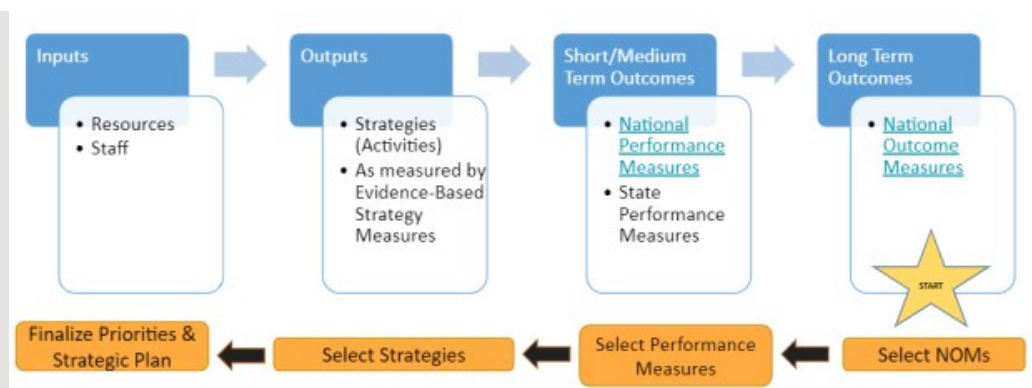 Inputs
• Resources
• Staff
Outputs
• Strategies
(Activities)
• As measured by
Evidence-Based
Strategy
Measures
Short/Medium
Term Outcomes
• National
Performance
Measures
• State
Performance
Measures
Long Term
Outcomes
• National
Outcome
Measures
START
Finalize Priorities &
Strategic Plan
Select Strategies
Select Performance
Measures
Select NOMs